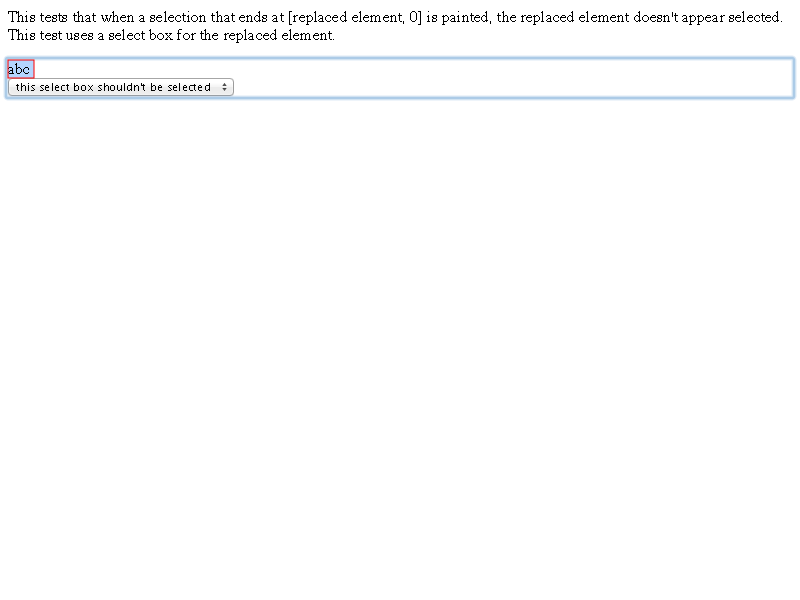 This tests that when a selection that ends at [replaced element, 0] is painted, the replaced element doesn't appear selected.
This test uses a select box for the replaced element.
abc
this select box shouldn't be selected